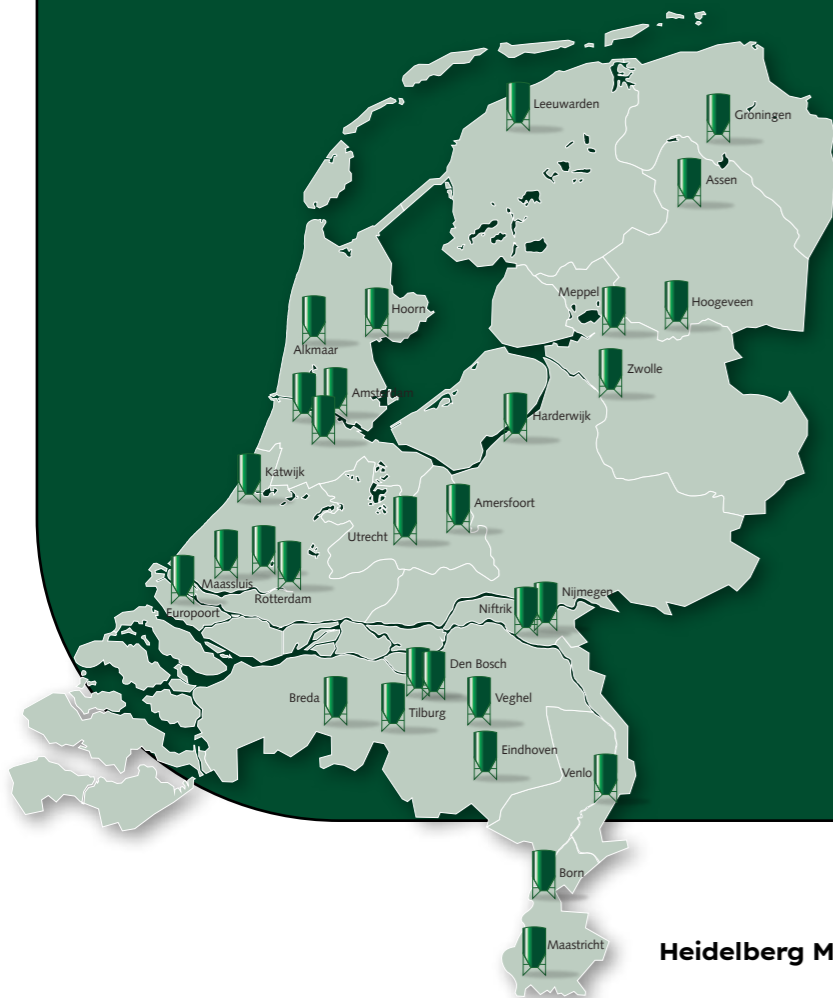 Leeuwarden
Groningen
Assen
Meppel
Hoogeveen
Hoorn
Alkmaar
Zwolle
Amsterdam
Harderwijk
Katwijk
Amersfoort
Utrecht
Maassluis
Rotterdam
Europoort
Niftrik
Nijmegen
Den Bosch
Breda
Tilburg
Veghel
Eindhoven
Venlo
Born
Maastricht
Heidelberg M